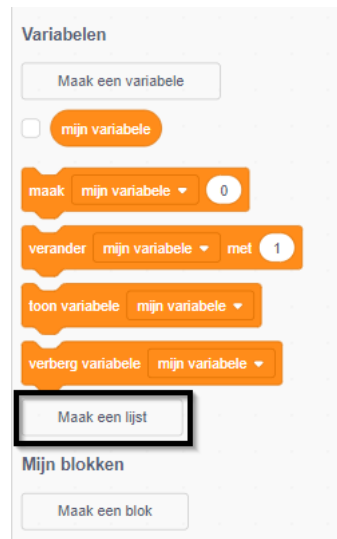 Variabelen
Maak een variabele
mijn variabele
maak mijn variabele 0
verander mijn variabele met 1
toon variabele mijn variabele
verberg variabele mijn variabele
Maak een lijst
Mijn blokken
Maak een blok